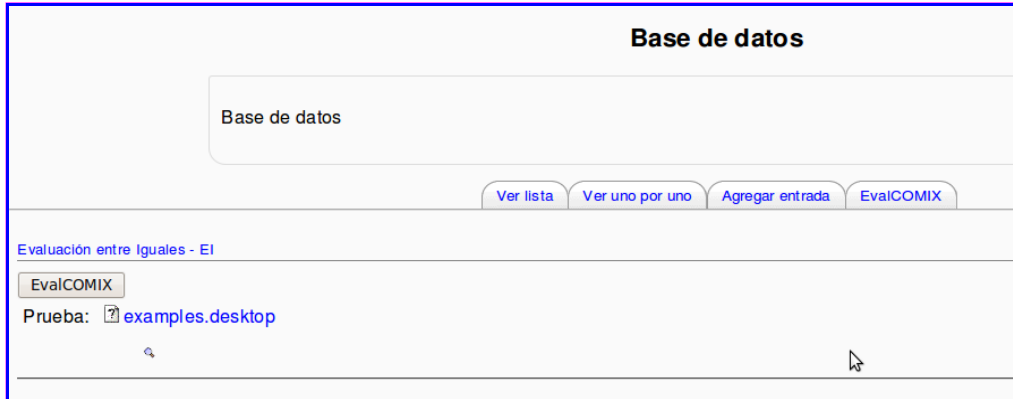 Base de datos
Base de datos
Ver lista Ver uno por uno Agregar entrada EvalCOMIX
Evaluación entre Iguales - EI
EvalCOMIX
Prueba: examples.desktop